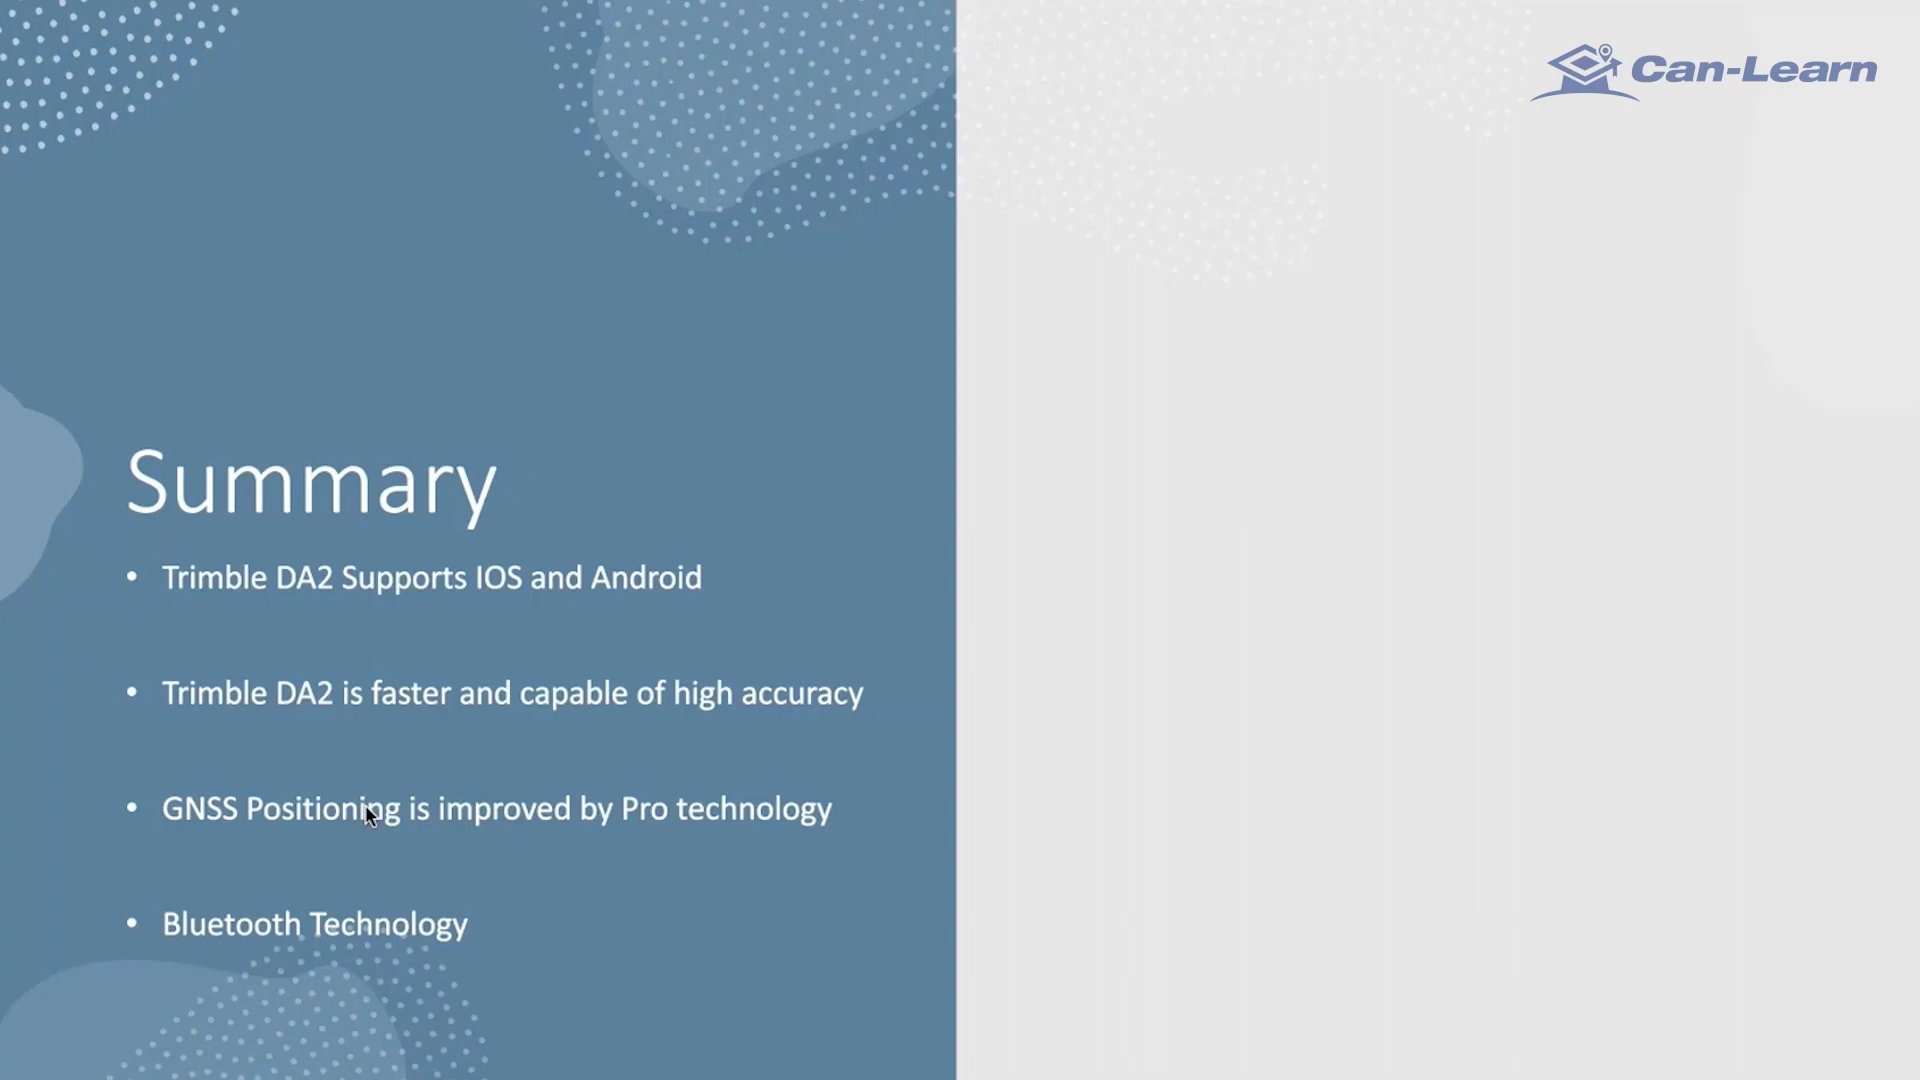 Can-Learn
Summary
• Trimble DA2 Supports IOS and Android
• Trimble DA2 is faster and capable of high accuracy
• GNSS Positioning is improved by Pro technology
• Bluetooth Technology